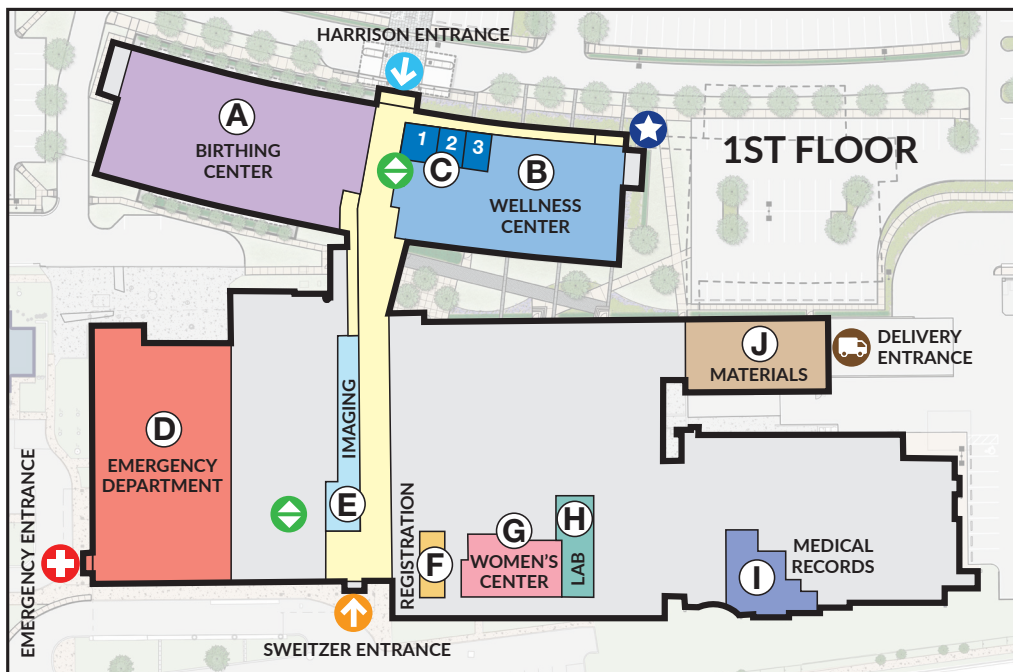 HARRISON ENTRANCE
A
BIRTHING
CENTER
1
2
3
C
B
WELLNESS
CENTER
1ST FLOOR
J
MATERIALS
DELIVERY
ENTRANCE
D
EMERGENCY
DEPARTMENT
IMAGING
E
EMERGENCY ENTRANCE
REGISTRATION
F
G
WOMEN'S
CENTER
H
LAB
I
MEDICAL
RECORDS
SWEITZER ENTRANCE